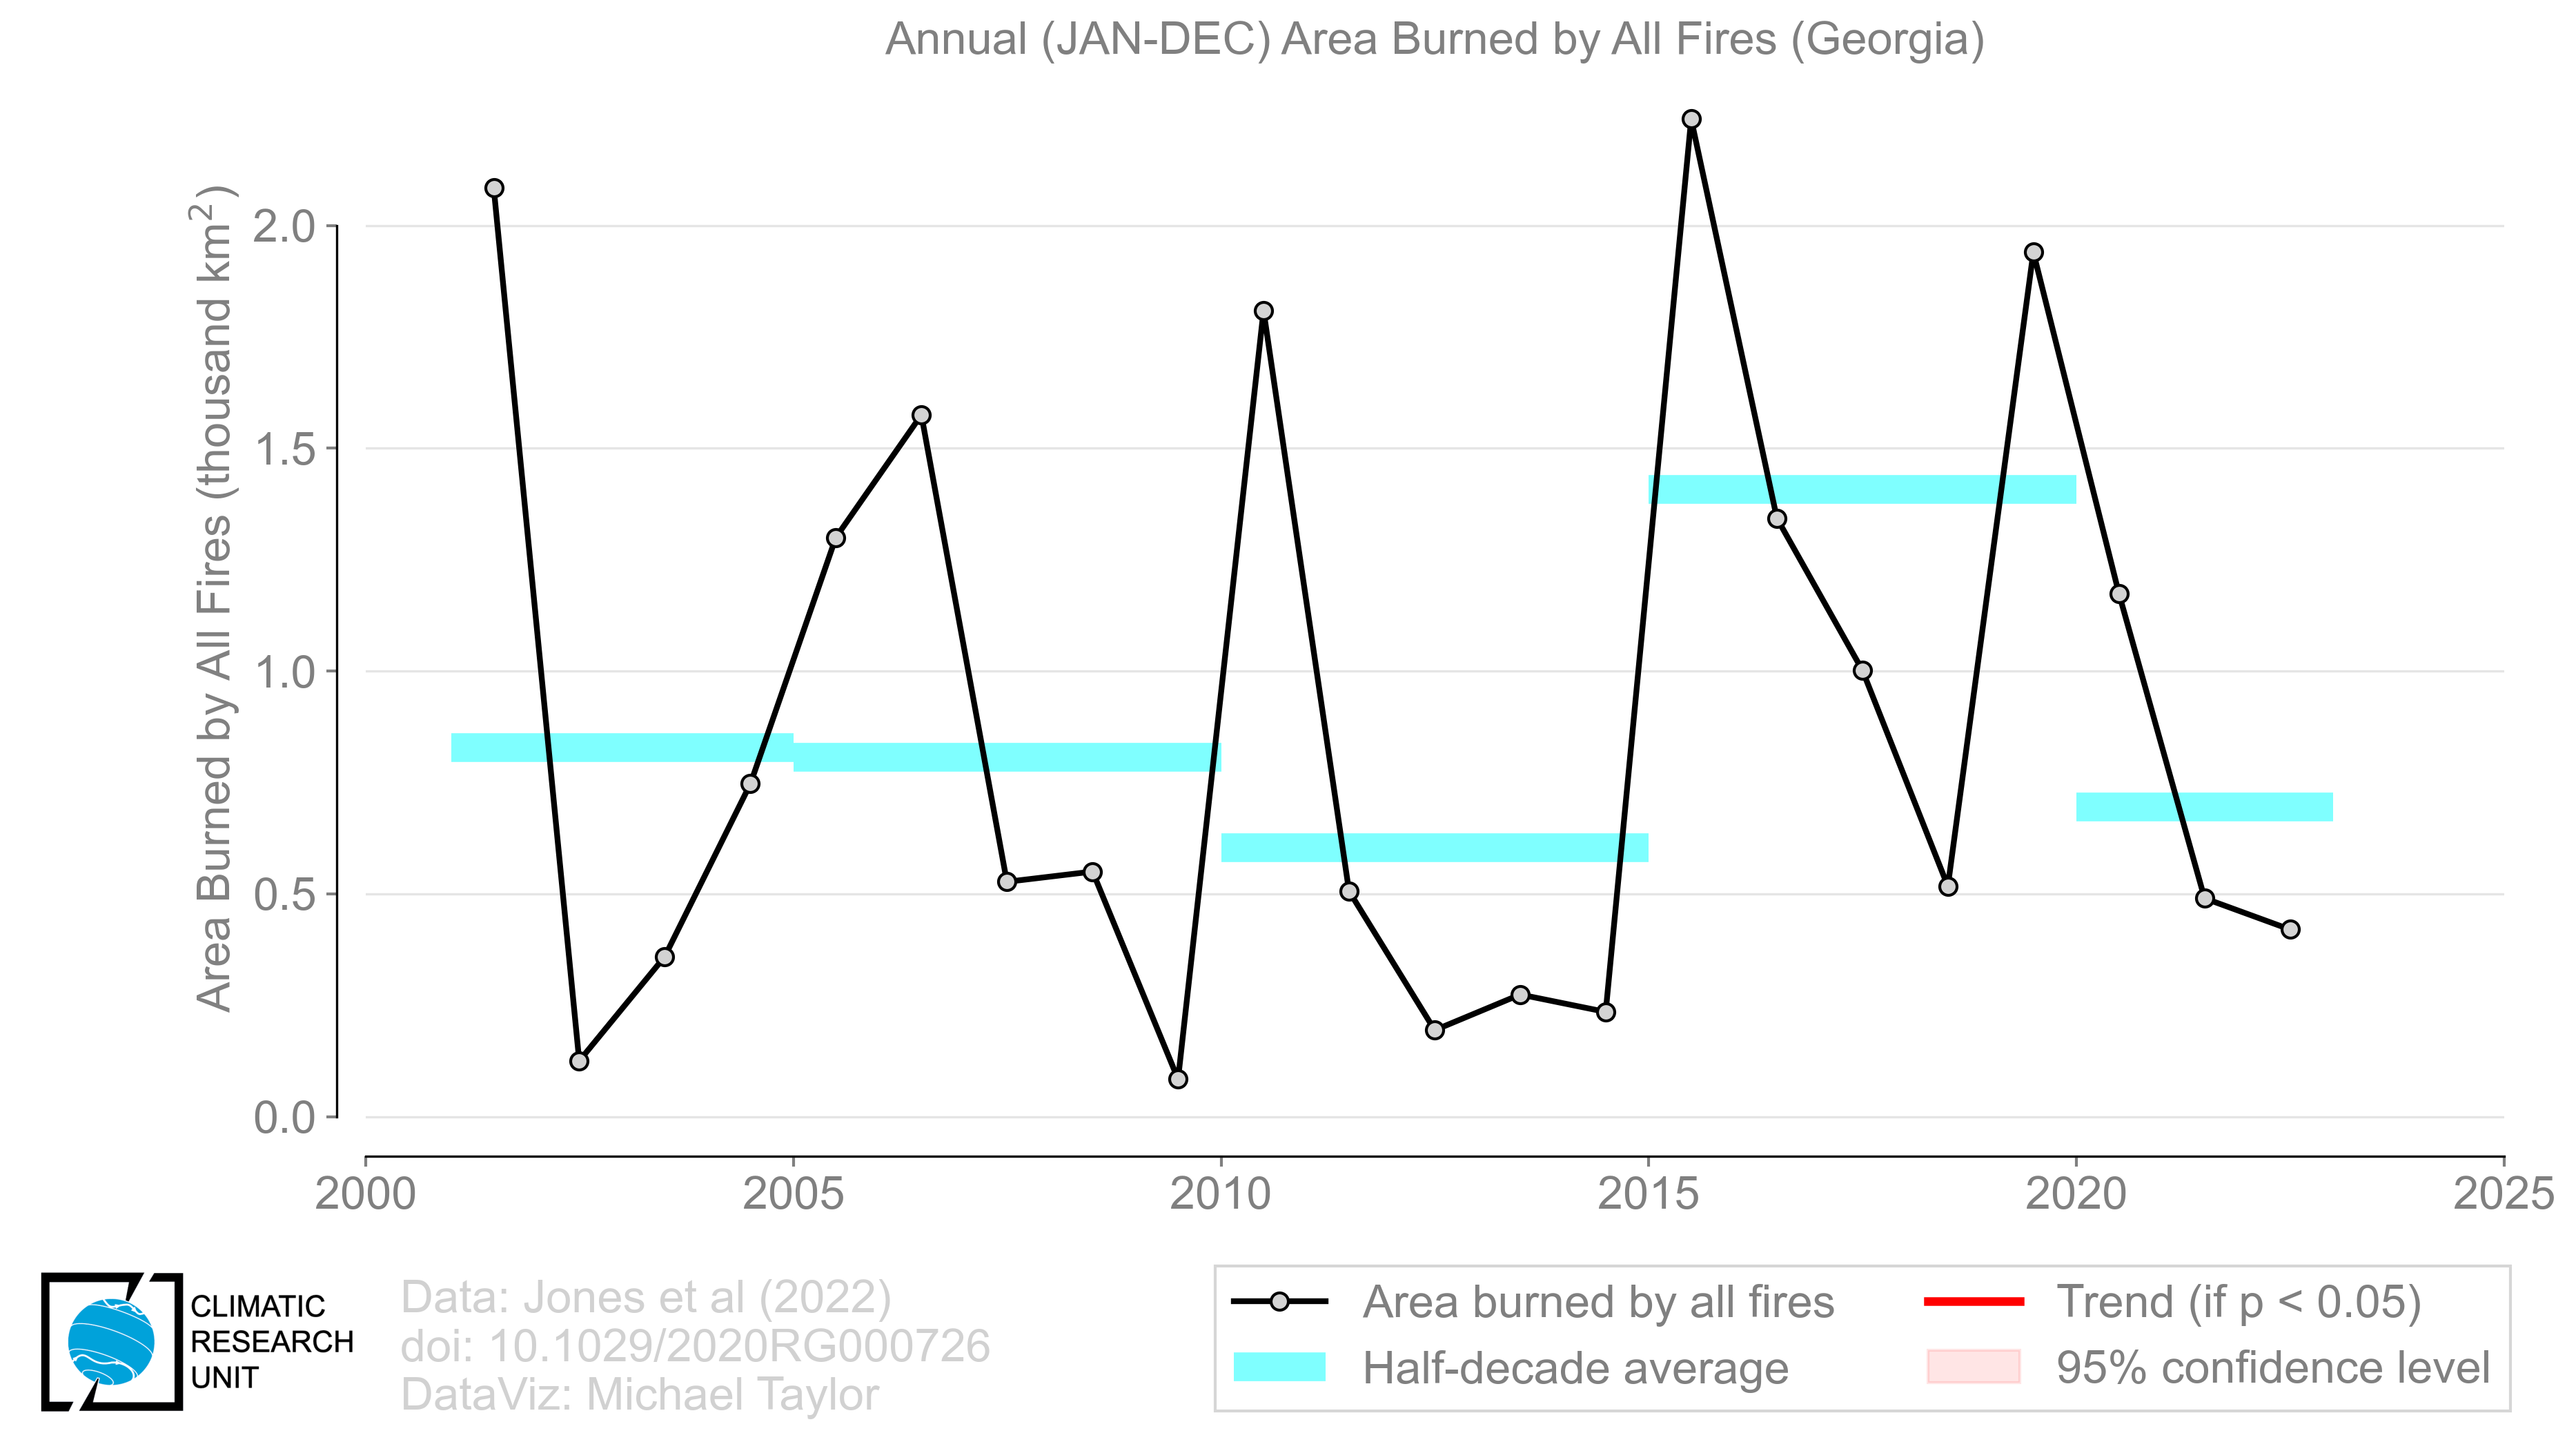 Annual (JAN-DEC) Area Burned by All Fires (Georgia)
Area Burned by All Fires (thousand km²)
2.0
1.5
1.0
0.5
0.0
2000 2005 2010 2015 2020 2025
CLIMATIC
RESEARCH
UNIT
Data: Jones et al (2022)
doi: 10.1029/2020RG000726
DataViz: Michael Taylor
Area burned by all fires
Half-decade average
Trend (if p < 0.05)
95% confidence level